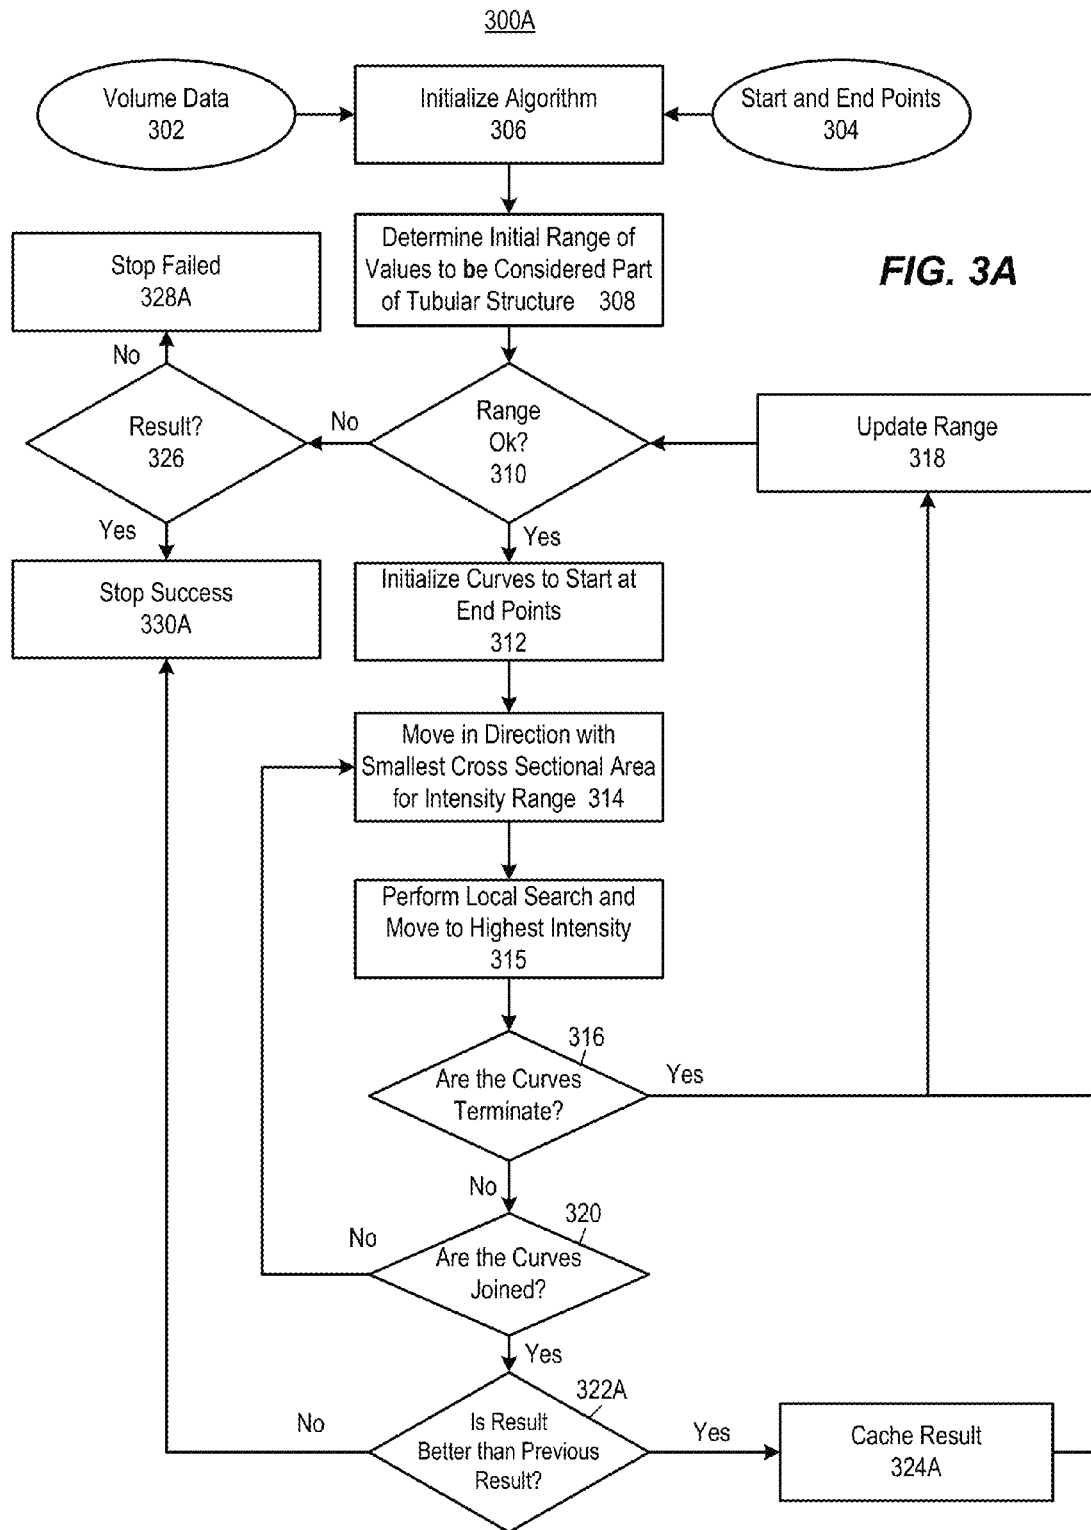 300A
Volume Data
302
Initialize Algorithm
306
Start and End Points
304
Determine Initial Range of
Values to be Considered Part
of Tubular Structure 308
FIG. 3A
Stop Failed
328A
No
Result?
326
No
Range
Ok?
310
Update Range
318
Yes
Yes
Stop Success
330A
Initialize Curves to Start at
End Points
312
Move in Direction with
Smallest Cross Sectional Area
for Intensity Range 314
Perform Local Search and
Move to Highest Intensity
315
316
Are the Curves
Terminate?
Yes
No
320
No
Are the Curves
Joined?
Yes
322A
No
Is Result
Better than Previous
Result?
Yes
Cache Result
324A